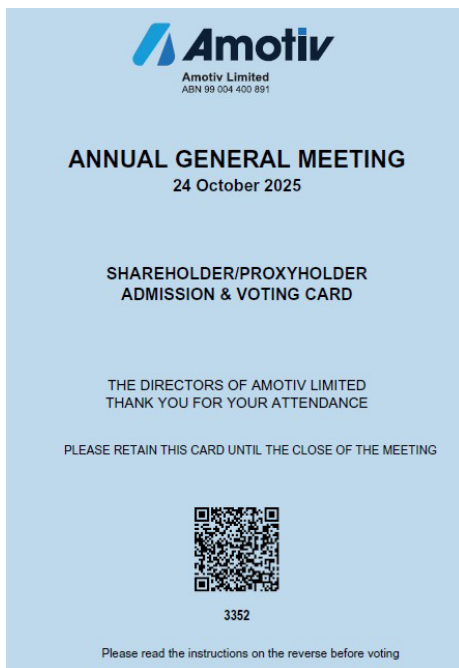 Amotiv
Amotiv Limited
ABN 99 004 400 891
ANNUAL GENERAL MEETING
24 October 2025
SHAREHOLDER/PROXYHOLDER
ADMISSION & VOTING CARD
THE DIRECTORS OF AMOTIV LIMITED
THANK YOU FOR YOUR ATTENDANCE
PLEASE RETAIN THIS CARD UNTIL THE CLOSE OF THE MEETING
3352
Please read the instructions on the reverse before voting